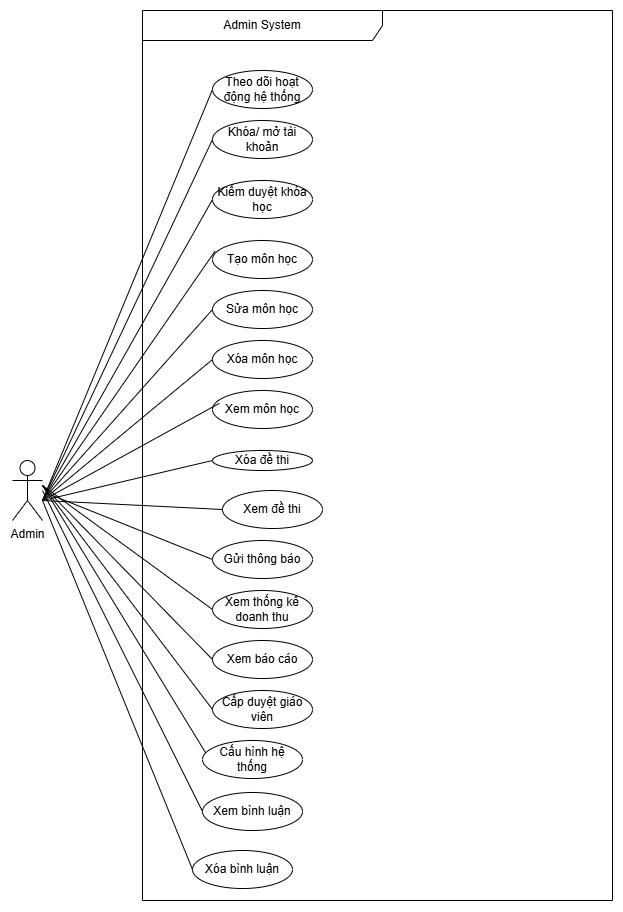 Admin System
Theo dõi hoạt
động hệ thống
Khóa/ mở tài
khoản
Kiểm duyệt khóa
học
Tạo môn học
Sửa môn học
Xóa môn học
Xem môn học
Xóa đề thi
Xem đề thi
Admin
Gửi thông báo
Xem thống kê
doanh thu
Xem báo cáo
Cấp duyệt giáo
viên
Cấu hình hệ
thống
Xem bình luận
Xóa bình luận